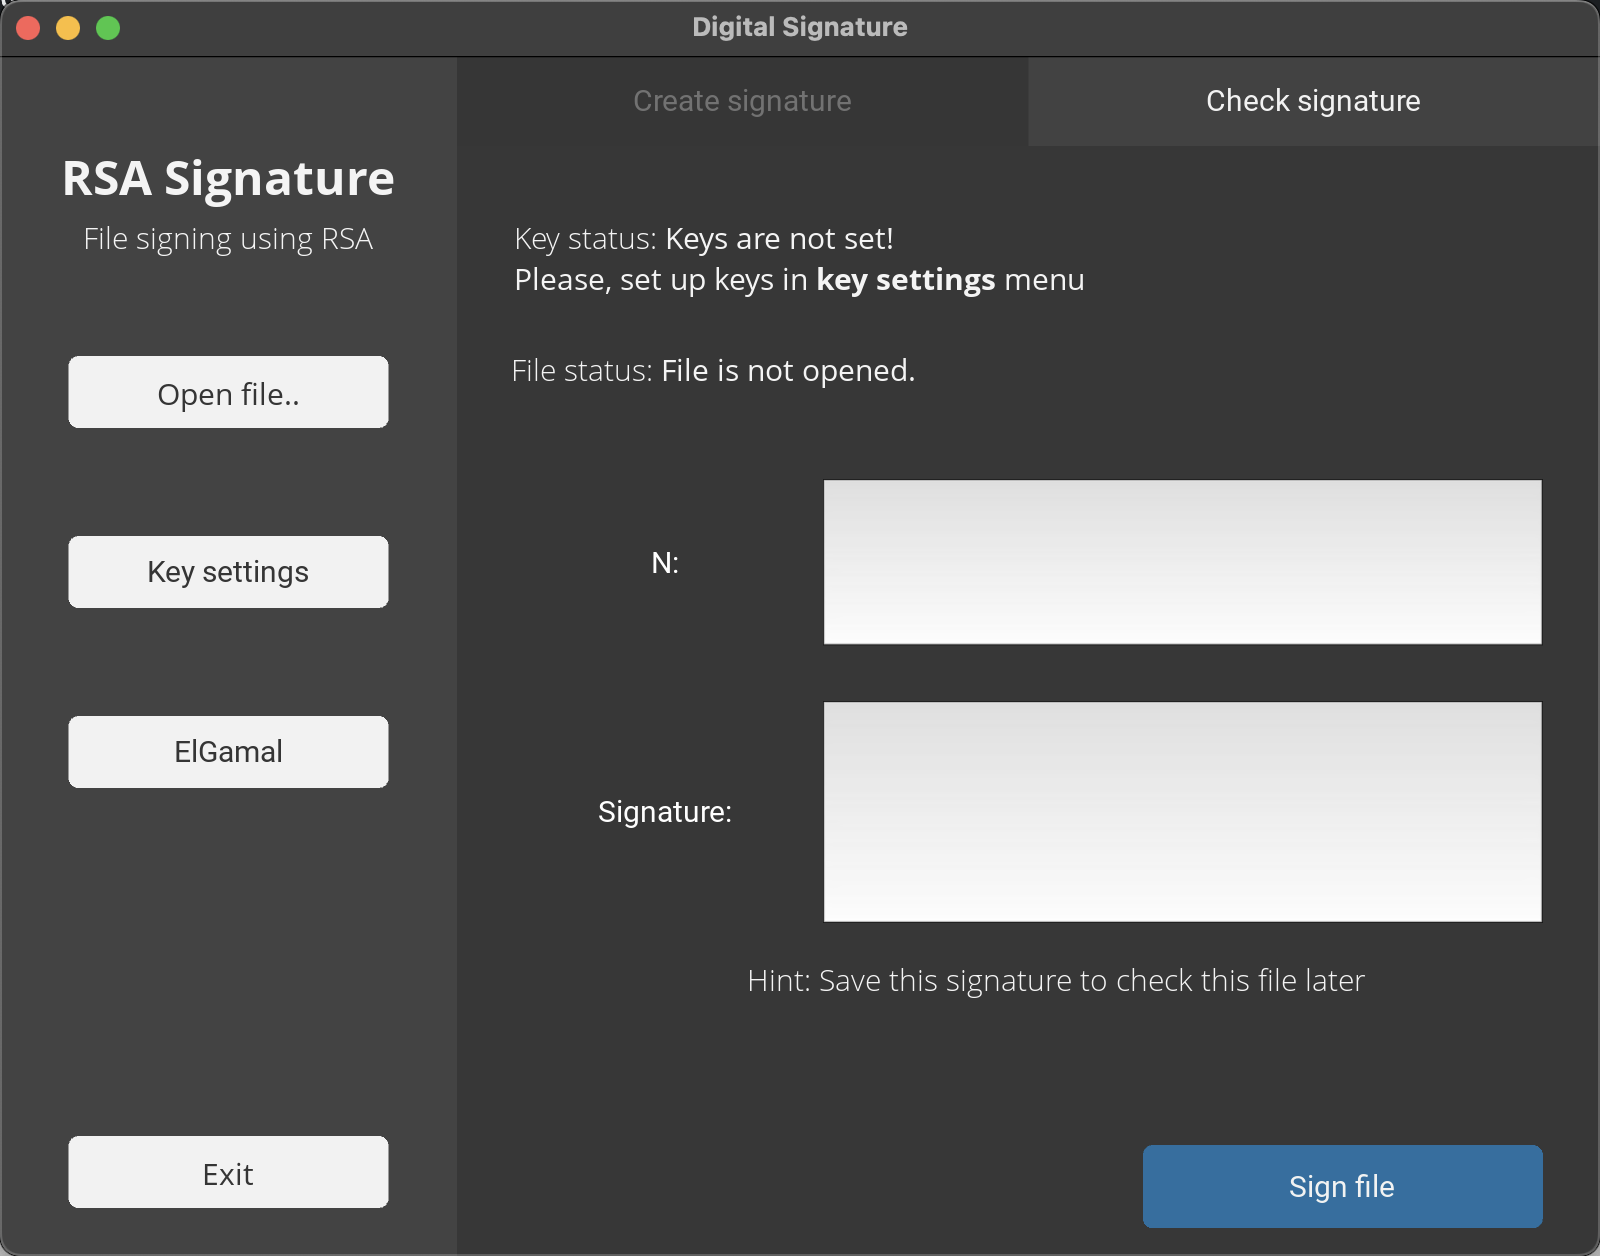 Digital Signature
Create signature
Check signature
RSA Signature
File signing using RSA
Open file..
Key settings
ElGamal
Exit
Key status: Keys are not set!
Please, set up keys in key settings menu
File status: File is not opened.
N:
Signature:
Hint: Save this signature to check this file later
Sign file